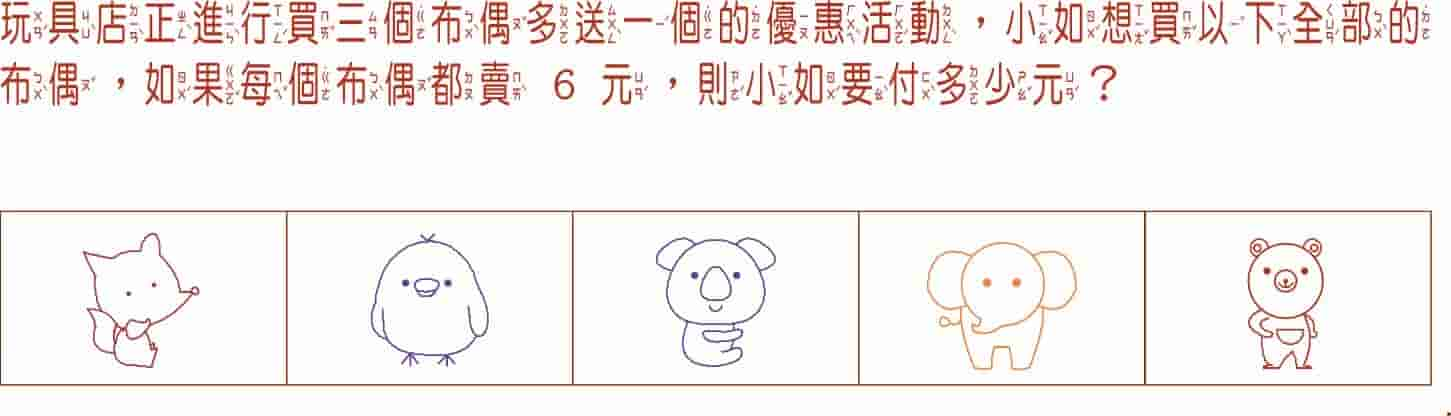 玩具店正進行買三個布偶多送一個的優惠活動，小如想買以下全部的
布偶，如果每個布偶都賣 6 元，則小如要付多少元？